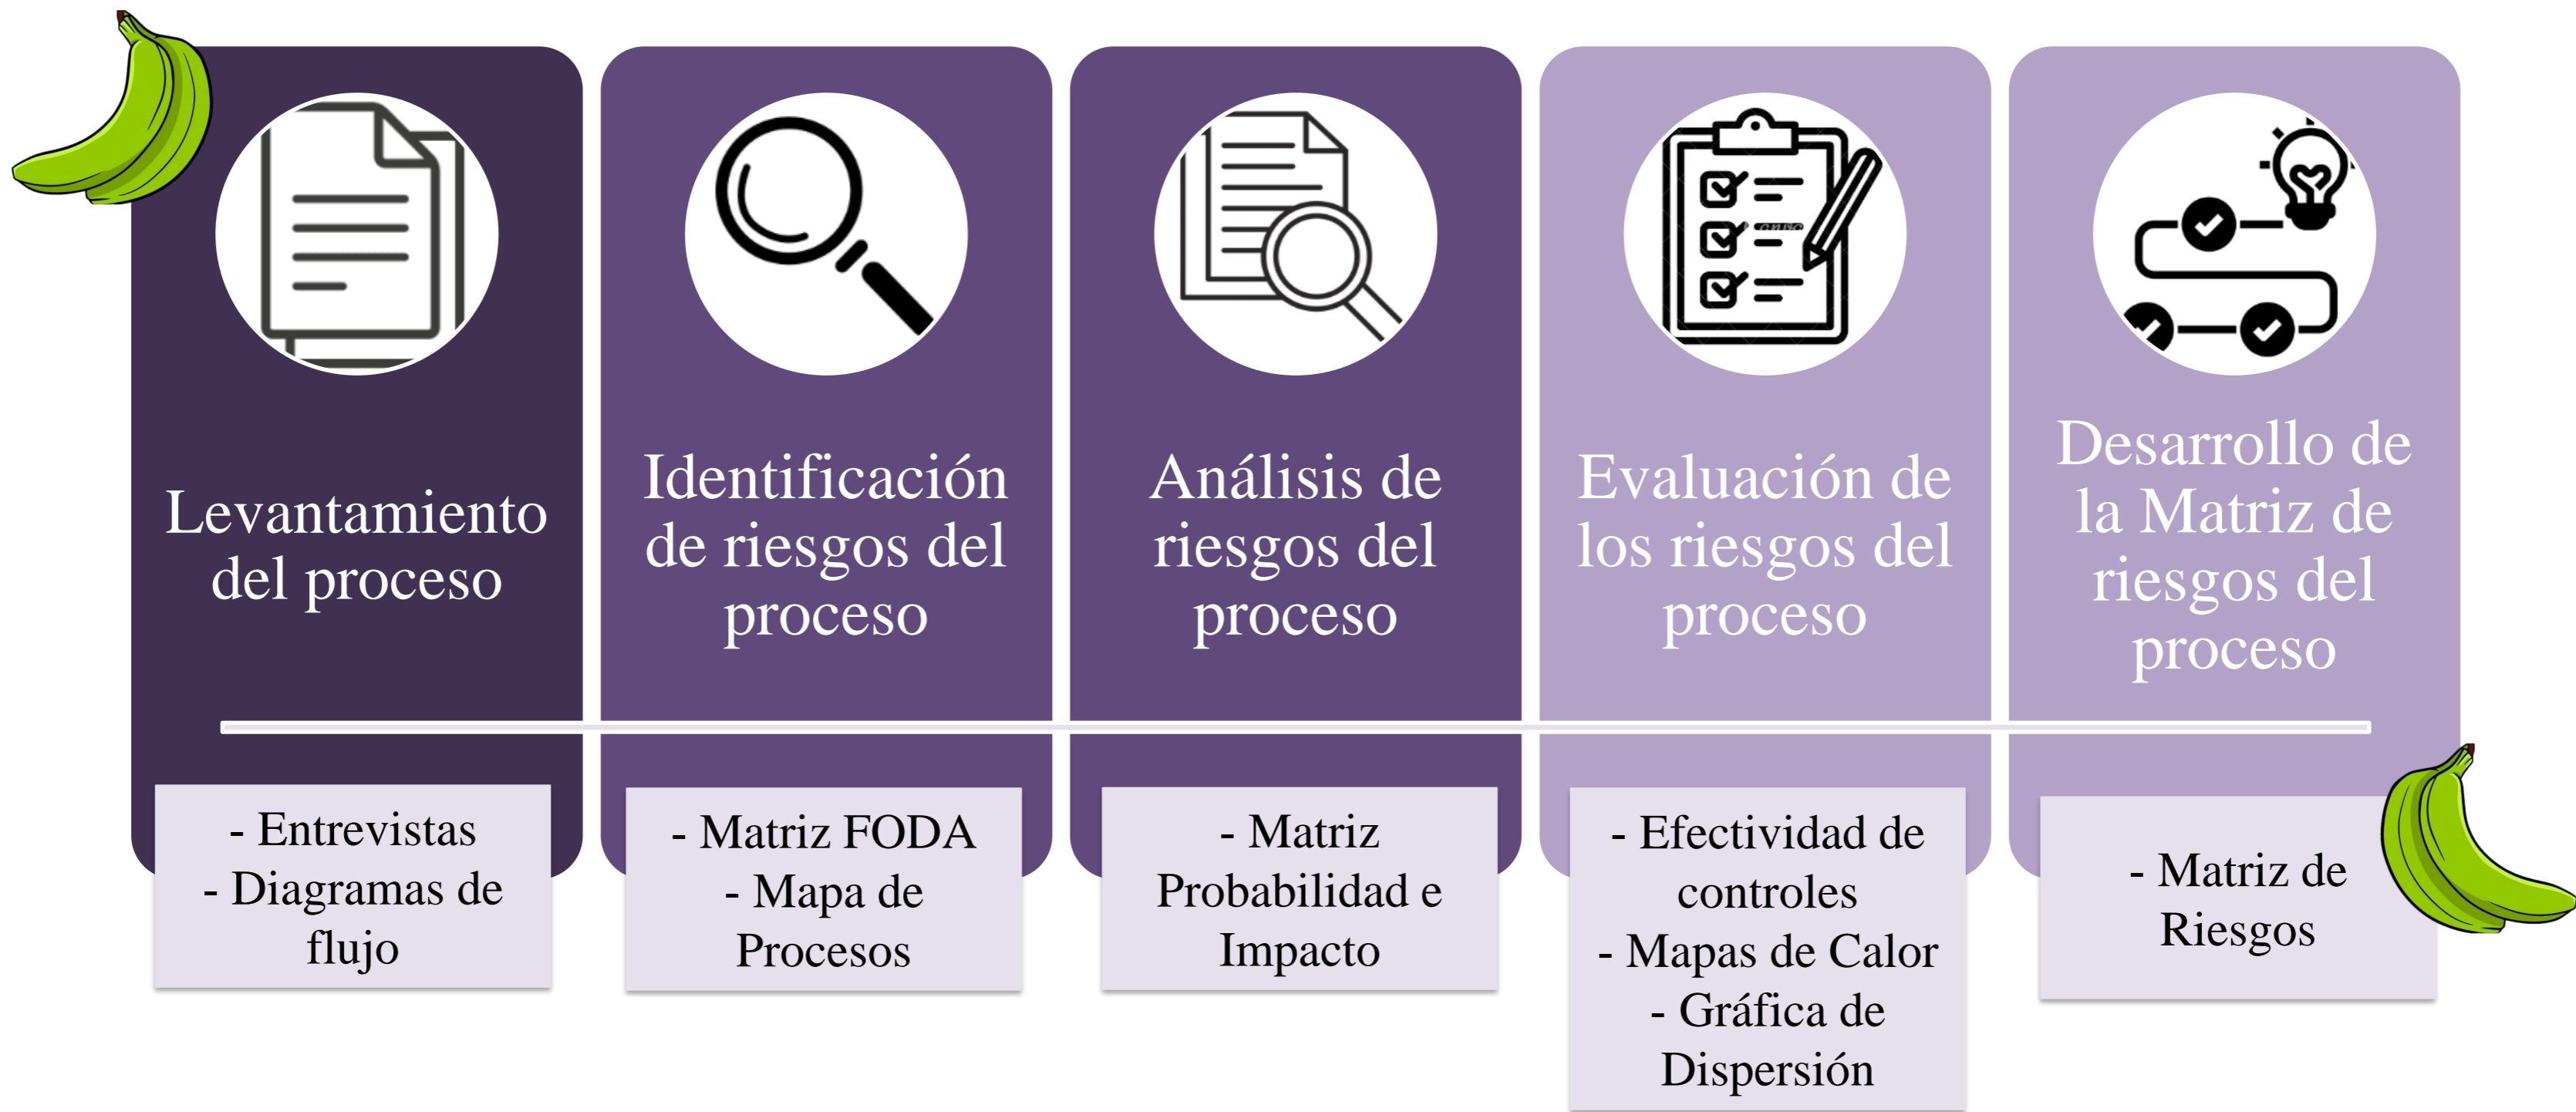 Levantamiento
del proceso
Identificación
de riesgos del
proceso
Análisis de
riesgos del
proceso
Evaluación de
los riesgos del
proceso
Desarrollo de
la Matriz de
riesgos del
proceso
- Entrevistas
- Diagramas de
flujo
- Matriz FODA
- Mapa de
Procesos
- Matriz
Probabilidad e
Impacto
- Efectividad de
controles
- Mapas de Calor
- Gráfica de
Dispersión
- Matriz de
Riesgos